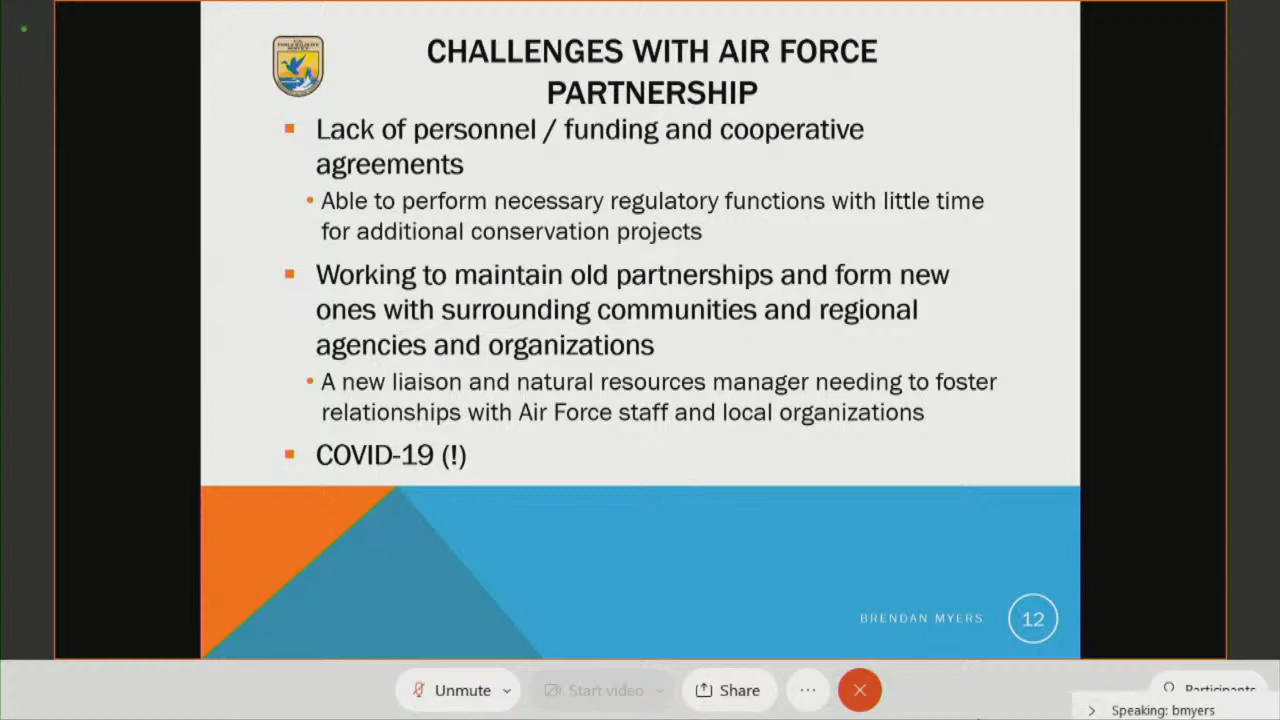 CHALLENGES WITH AIR FORCE
PARTNERSHIP
Lack of personnel / funding and cooperative
agreements
Able to perform necessary regulatory functions with little time
for additional conservation projects
Working to maintain old partnerships and form new
ones with surrounding communities and regional
agencies and organizations
A new liaison and natural resources manager needing to foster
relationships with Air Force staff and local organizations
COVID-19 (!)
BRENDAN MYERS
12
Unmute
Start video
Share
Participants
Speaking: bmyers